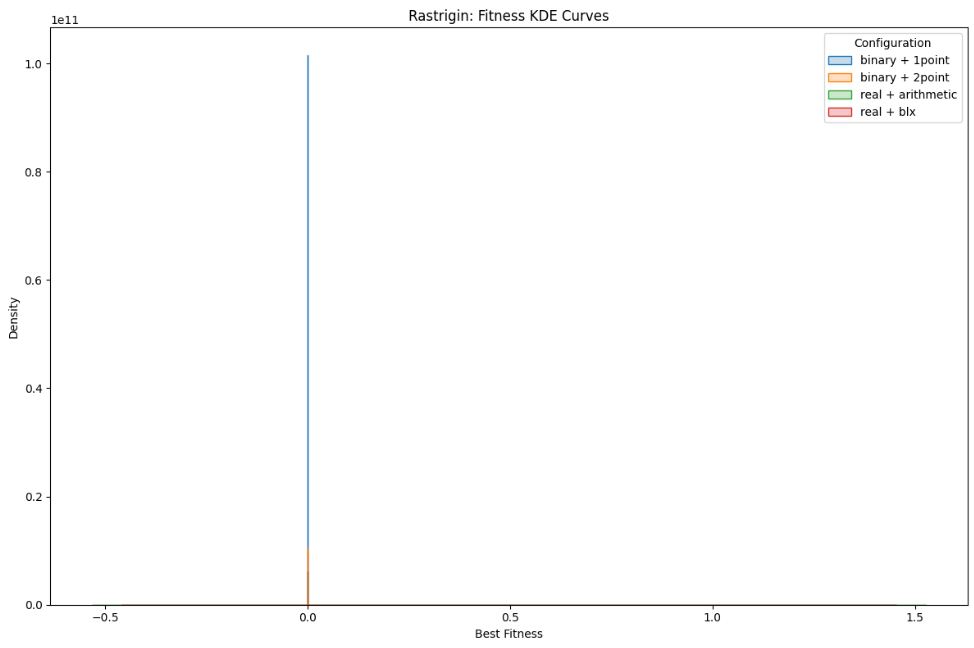 Rastrigin: Fitness KDE Curves
1e11
Configuration
binary + 1point
binary + 2point
real + arithmetic
real + blx
1.0
0.8
0.6
0.4
0.2
0.0
Density
−0.5 0.0 0.5 1.0 1.5
Best Fitness